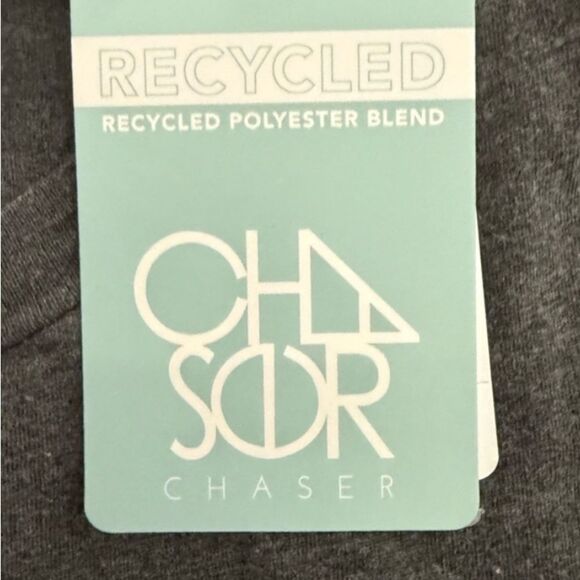 RECYCLED
RECYCLED POLYESTER BLEND
CHA
SER
CHASER